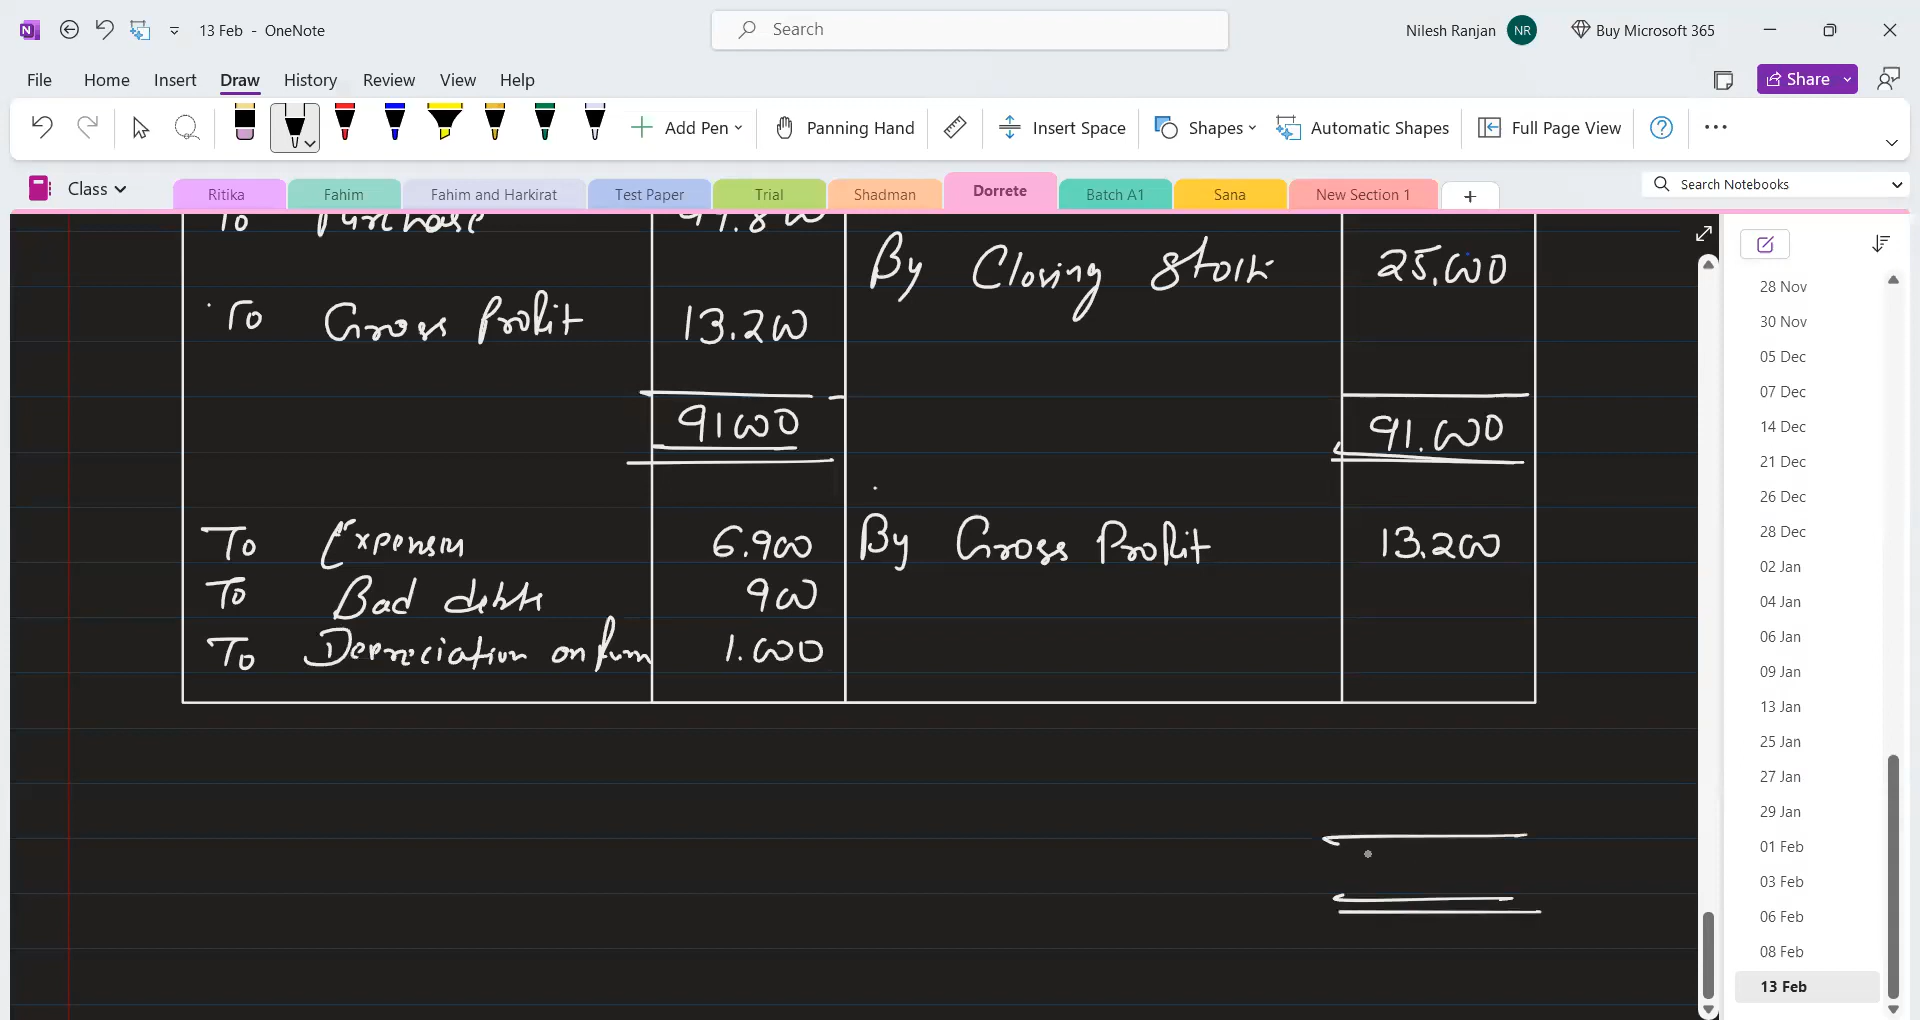 13 Feb - OneNote
Search
Nilesh Ranjan NR
Buy Microsoft 365
File Home Insert Draw History Review View Help
Share
Add Pen
Panning Hand
Insert Space
Shapes
Automatic Shapes
Full Page View
Class
Ritika
Fahim
Fahim and Harkirat
Test Paper
Trial
Shadman
Dorrete
Batch A1
Sana
New Section 1
Search Notebooks
To Purchase
By Closing Stock 25.000
To Gross Profit 13.200
91000 91.000
To Expenses 6.900 By Gross Profit 13.200
To Bad debts 900
To Depreciation on furn 1.000
28 Nov
30 Nov
05 Dec
07 Dec
14 Dec
21 Dec
26 Dec
28 Dec
02 Jan
04 Jan
06 Jan
09 Jan
13 Jan
25 Jan
27 Jan
29 Jan
01 Feb
03 Feb
06 Feb
08 Feb
13 Feb